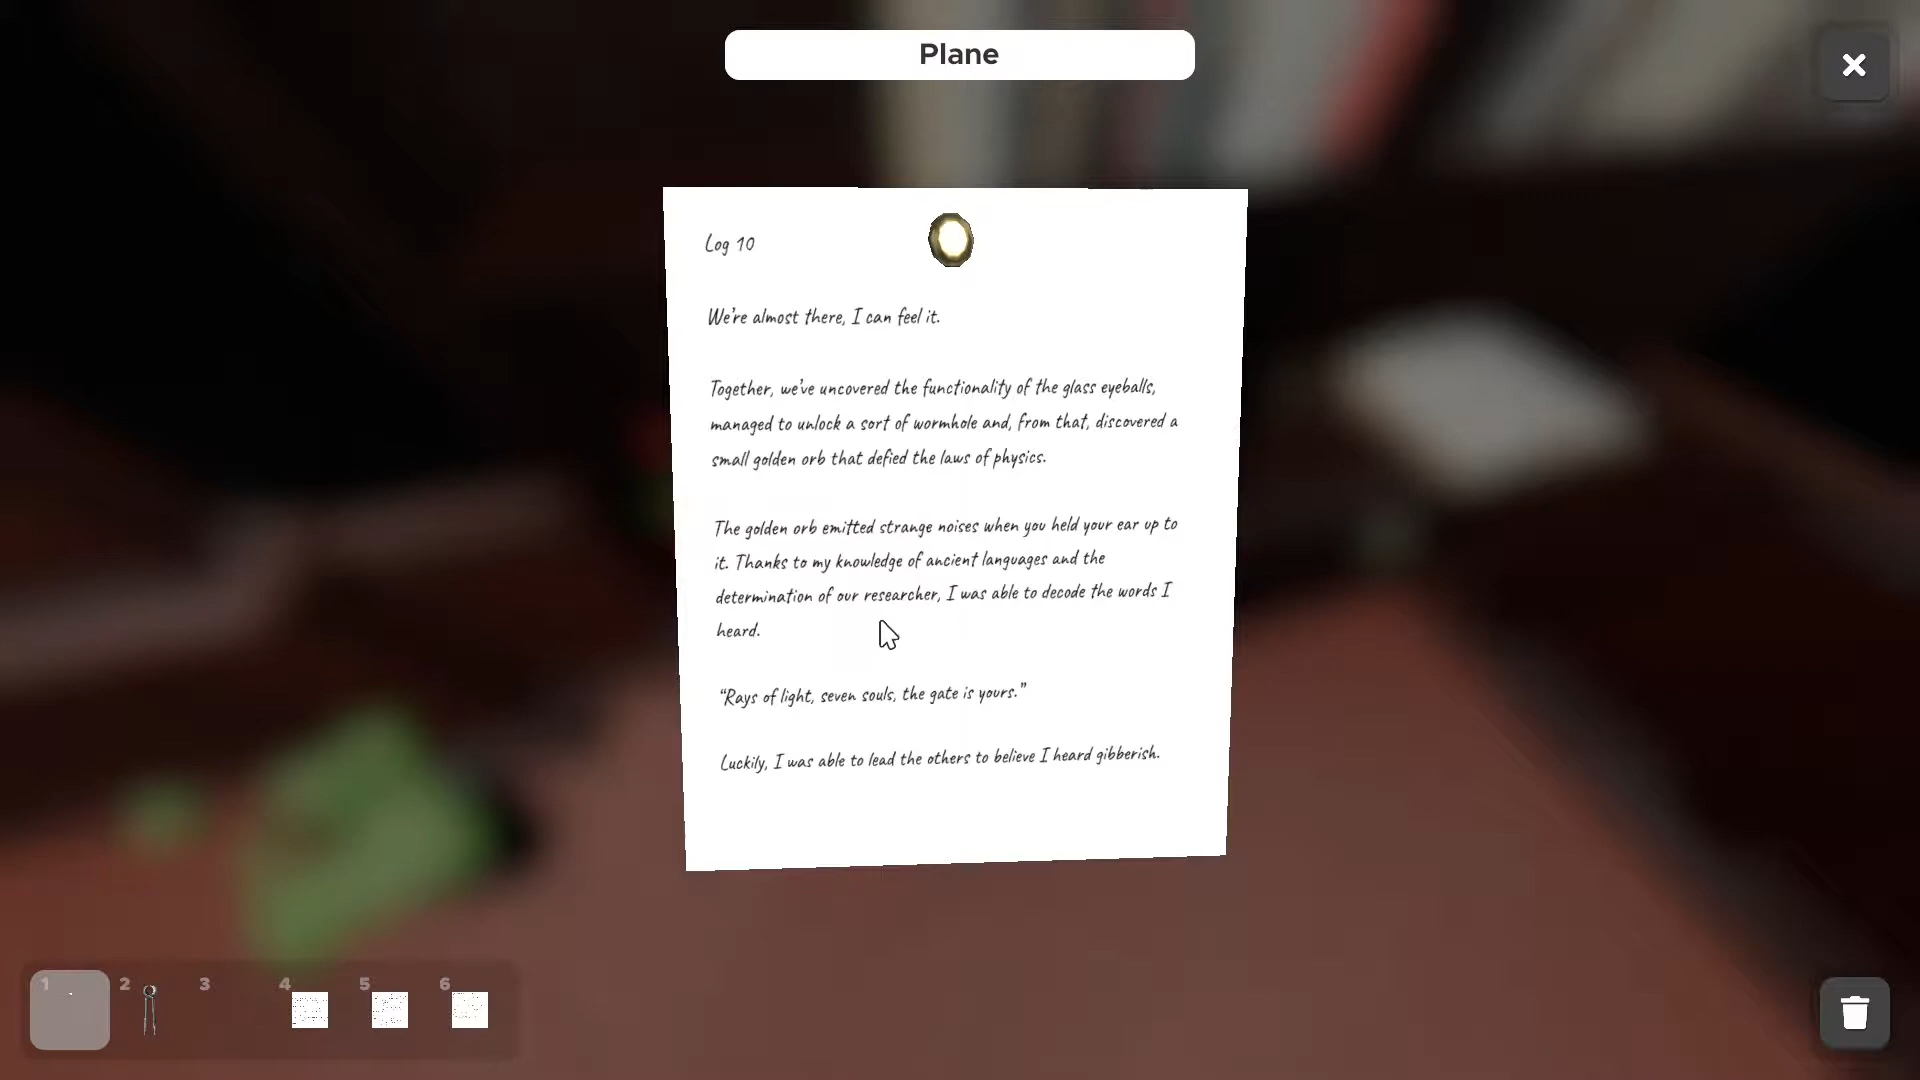 Plane
Log 10
We're almost there, I can feel it.
Together, we've uncovered the functionality of the glass eyeballs,
managed to unlock a sort of wormhole and, from that, discovered a
small golden orb that defied the laws of physics.
The golden orb emitted strange noises when you held your ear up to
it. Thanks to my knowledge of ancient languages and the
determination of our researcher, I was able to decode the words I
heard.
“Rays of light, seven souls, the gate is yours.”
Luckily, I was able to lead the others to believe I heard gibberish.
1 2 3 4 5 6